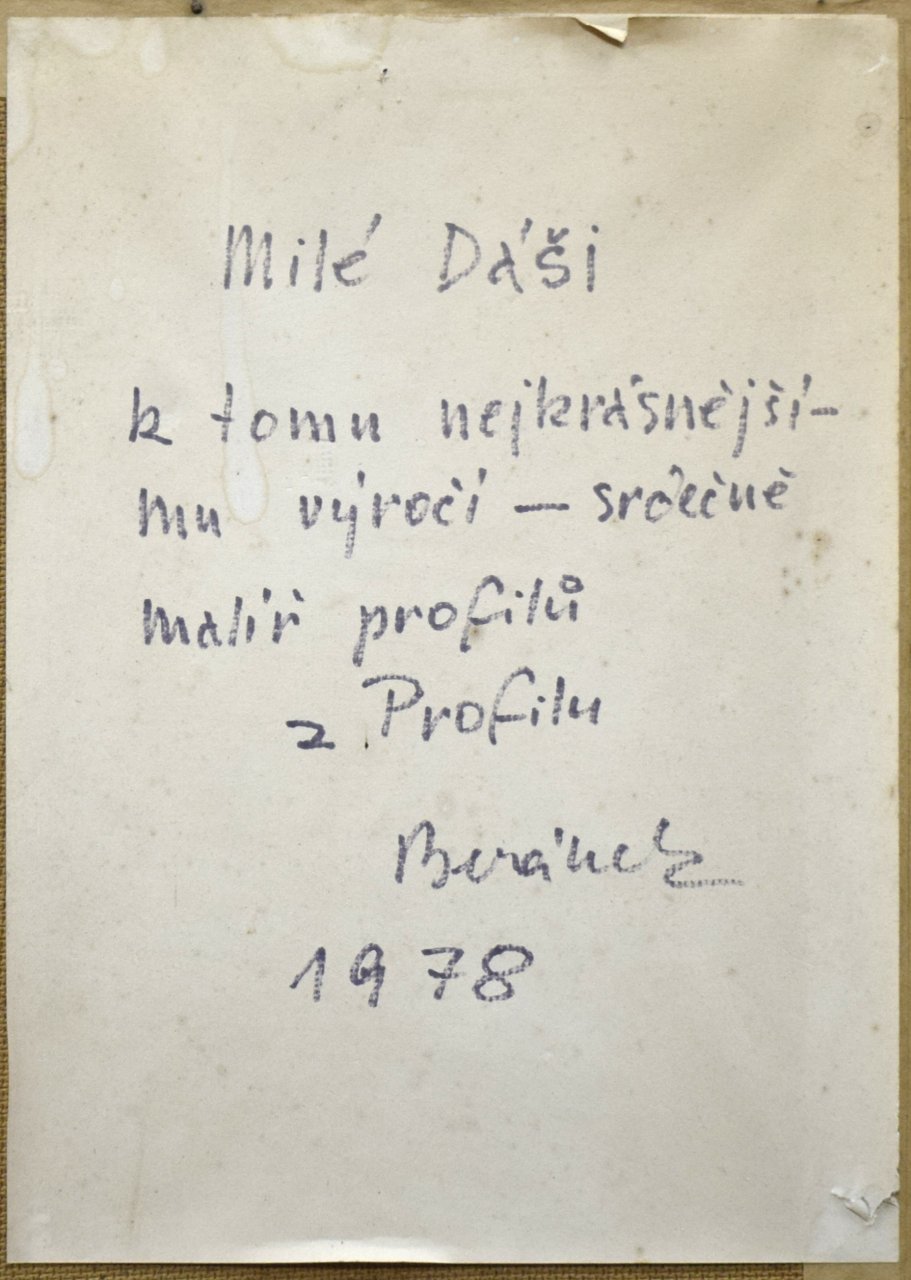 Milé Dáši
k tomu nejkrásnější-
mu výročí — srdečně
malíř profilů
z Profilu
Beránek
1978